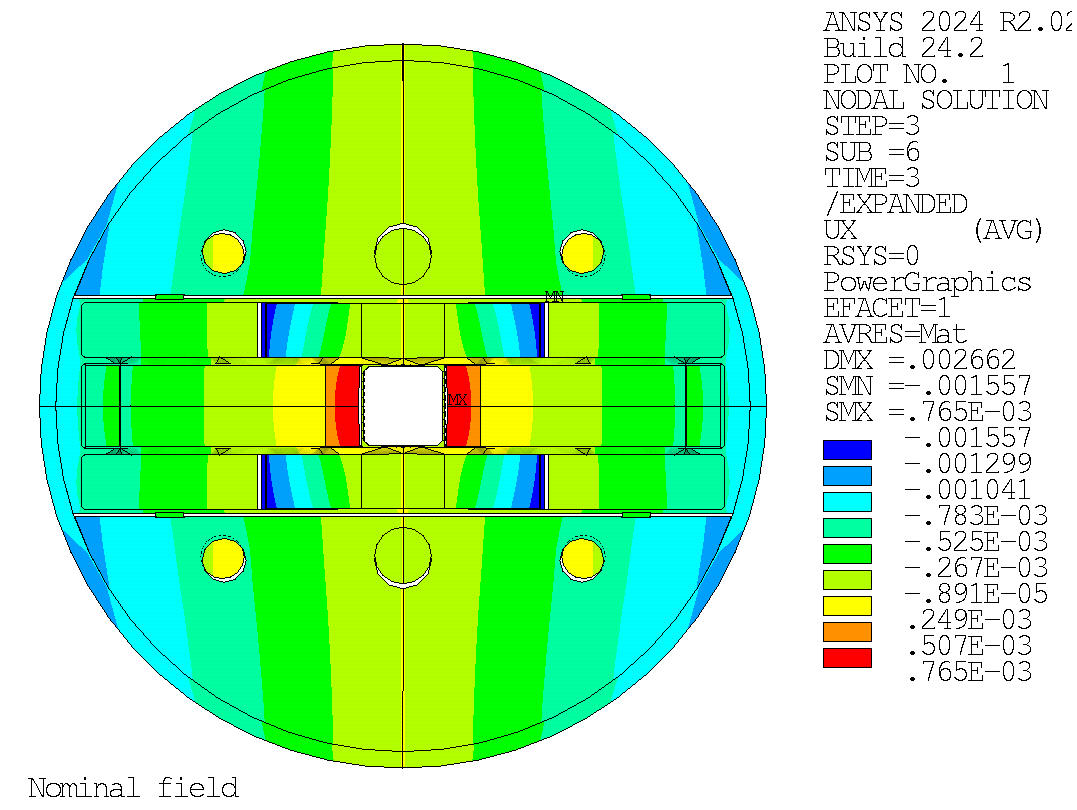 ANSYS 2024 R2.02
Build 24.2
PLOT NO.   1
NODAL SOLUTION
STEP=3
SUB =6
TIME=3
/EXPANDED
UX       (AVG)
RSYS=0
PowerGraphics
EFACET=1
AVRES=Mat
DMX =.002662
SMN =-.001557
SMX =.765E-03
-.001557
-.001299
-.001041
-.783E-03
-.525E-03
-.267E-03
-.891E-05
.249E-03
.507E-03
.765E-03
MN
MX
Nominal field